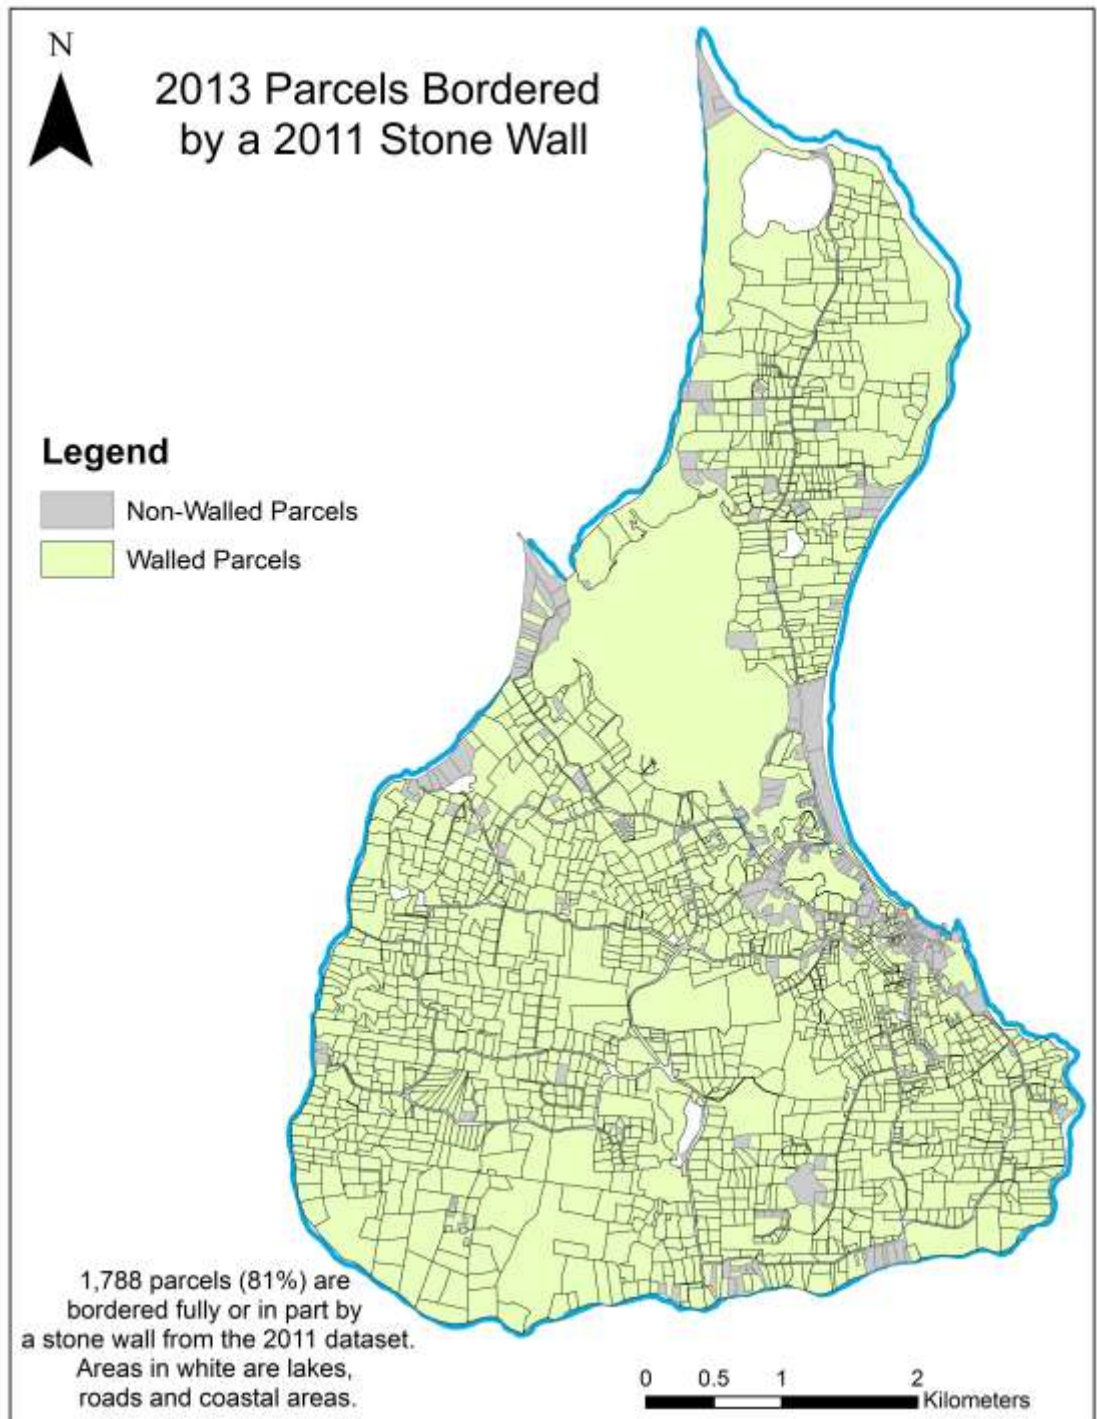 N
2013 Parcels Bordered
by a 2011 Stone Wall
Legend
Non-Walled Parcels
Walled Parcels
1,788 parcels (81%) are
bordered fully or in part by
a stone wall from the 2011 dataset.
Areas in white are lakes,
roads and coastal areas.
0 0.5 1 2
Kilometers